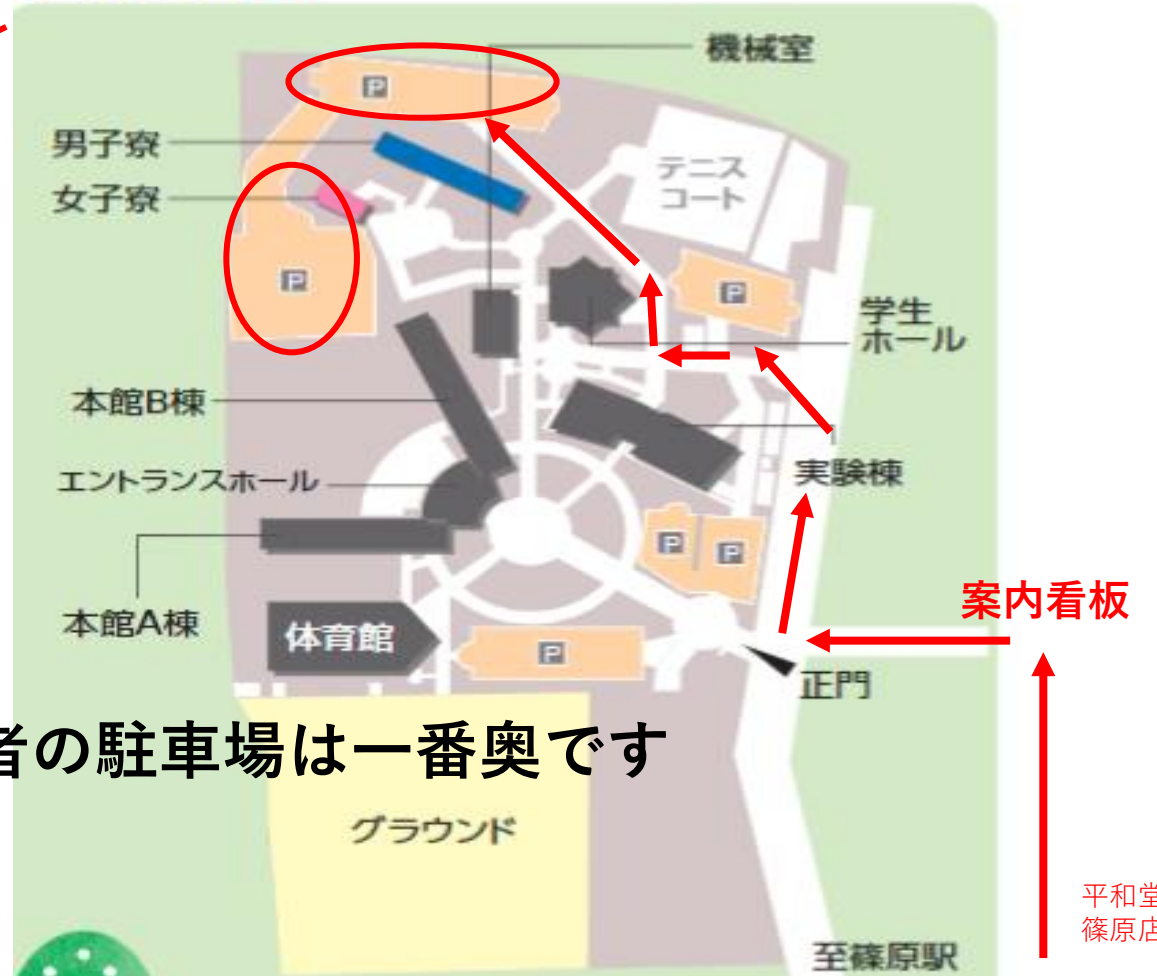 機械室
P
男子寮
女子寮
テニス
コート
P
P
学生
ホール
本館B棟
エントランスホール
実験棟
P
P
案内看板
本館A棟
体育館
P
正門
者の駐車場は一番奥です
グラウンド
平和堂
篠原店
至篠原駅